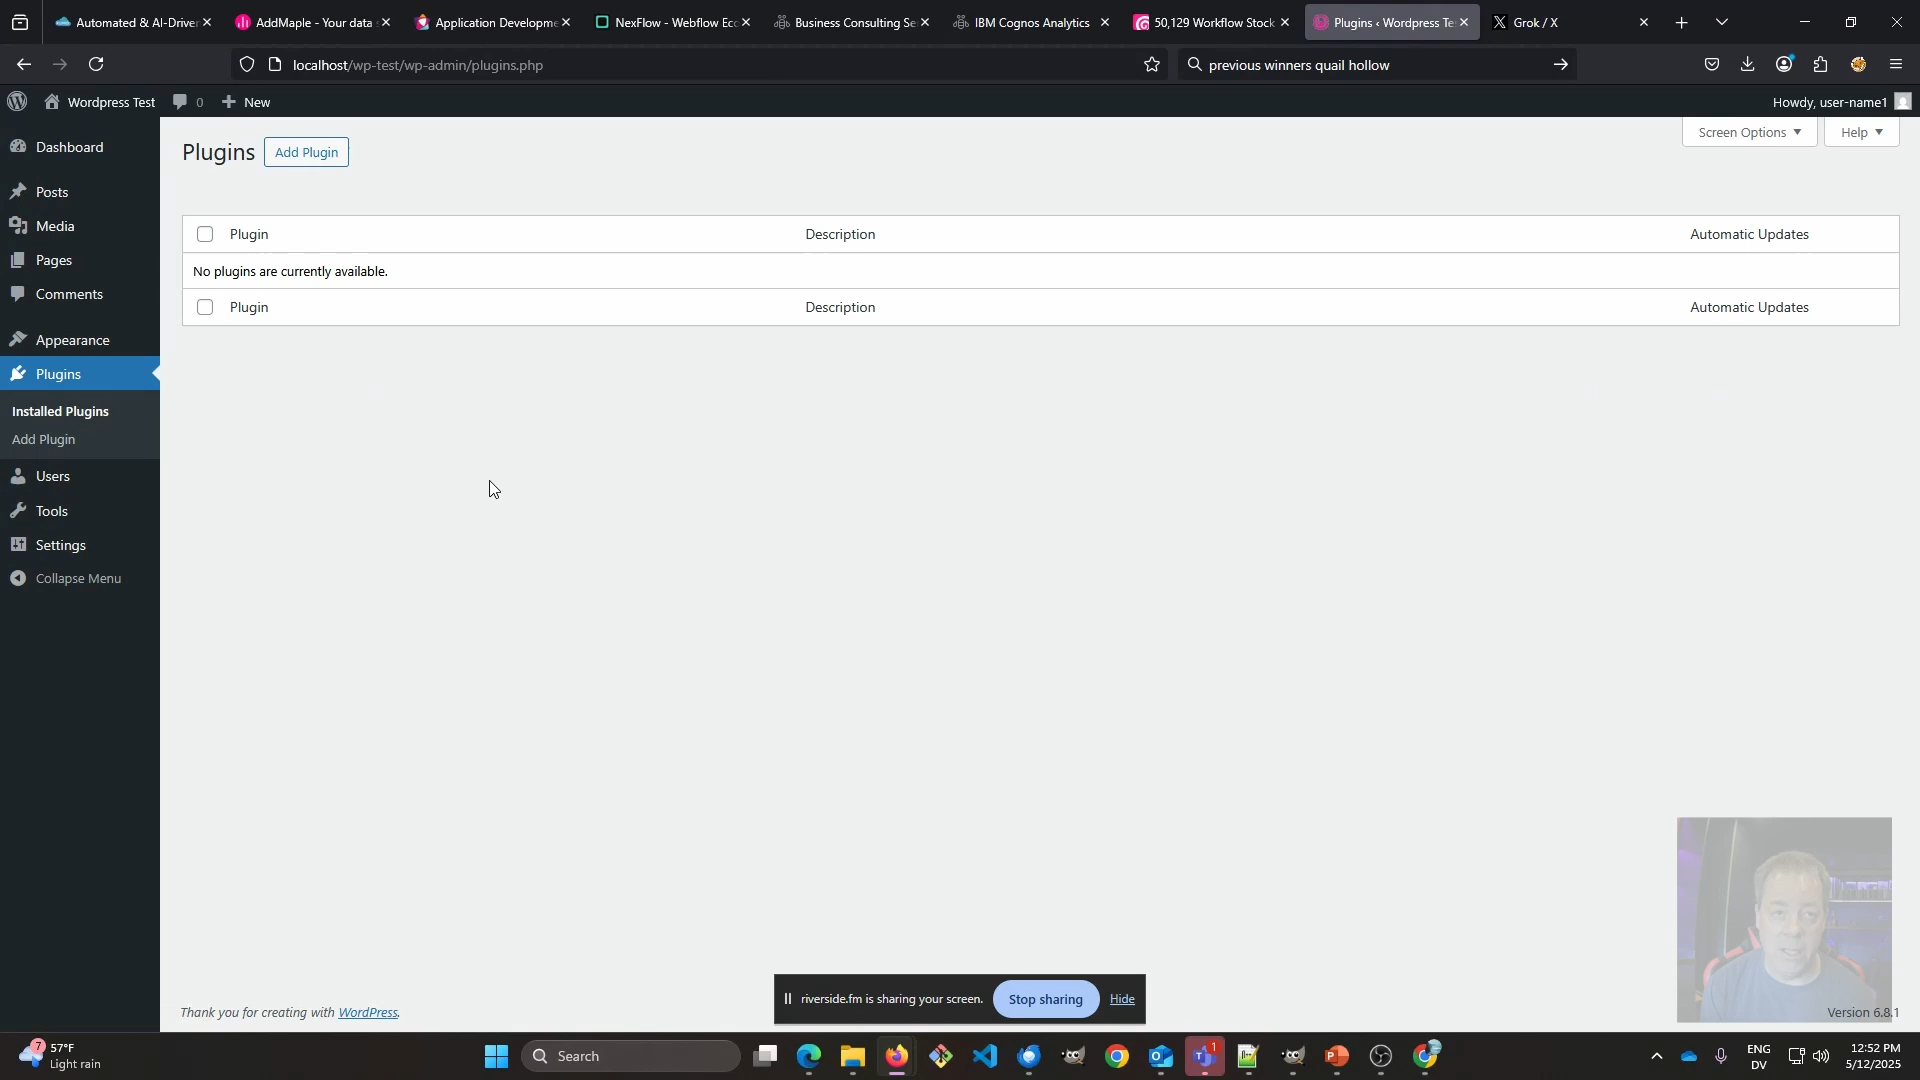 Automated & AI-Driver
AddMaple - Your data
Application Developme
NexFlow - Webflow Ecc
Business Consulting Se
IBM Cognos Analytics
50,129 Workflow Stock
Plugins ‹ Wordpress Te
Grok / X
localhost/wp-test/wp-admin/plugins.php
previous winners quail hollow
Wordpress Test
0
New
Howdy, user-name1
Dashboard
Posts
Media
Pages
Comments
Appearance
Plugins
Installed Plugins
Add Plugin
Users
Tools
Settings
Collapse Menu
Plugins
Add Plugin
Screen Options
Help
Plugin
Description
Automatic Updates
No plugins are currently available.
Plugin
Description
Automatic Updates
riverside.fm is sharing your screen.
Stop sharing
Hide
Thank you for creating with WordPress.
Version 6.8.1
7
57°F
Light rain
Search
1
ENG
DV
12:52 PM
5/12/2025